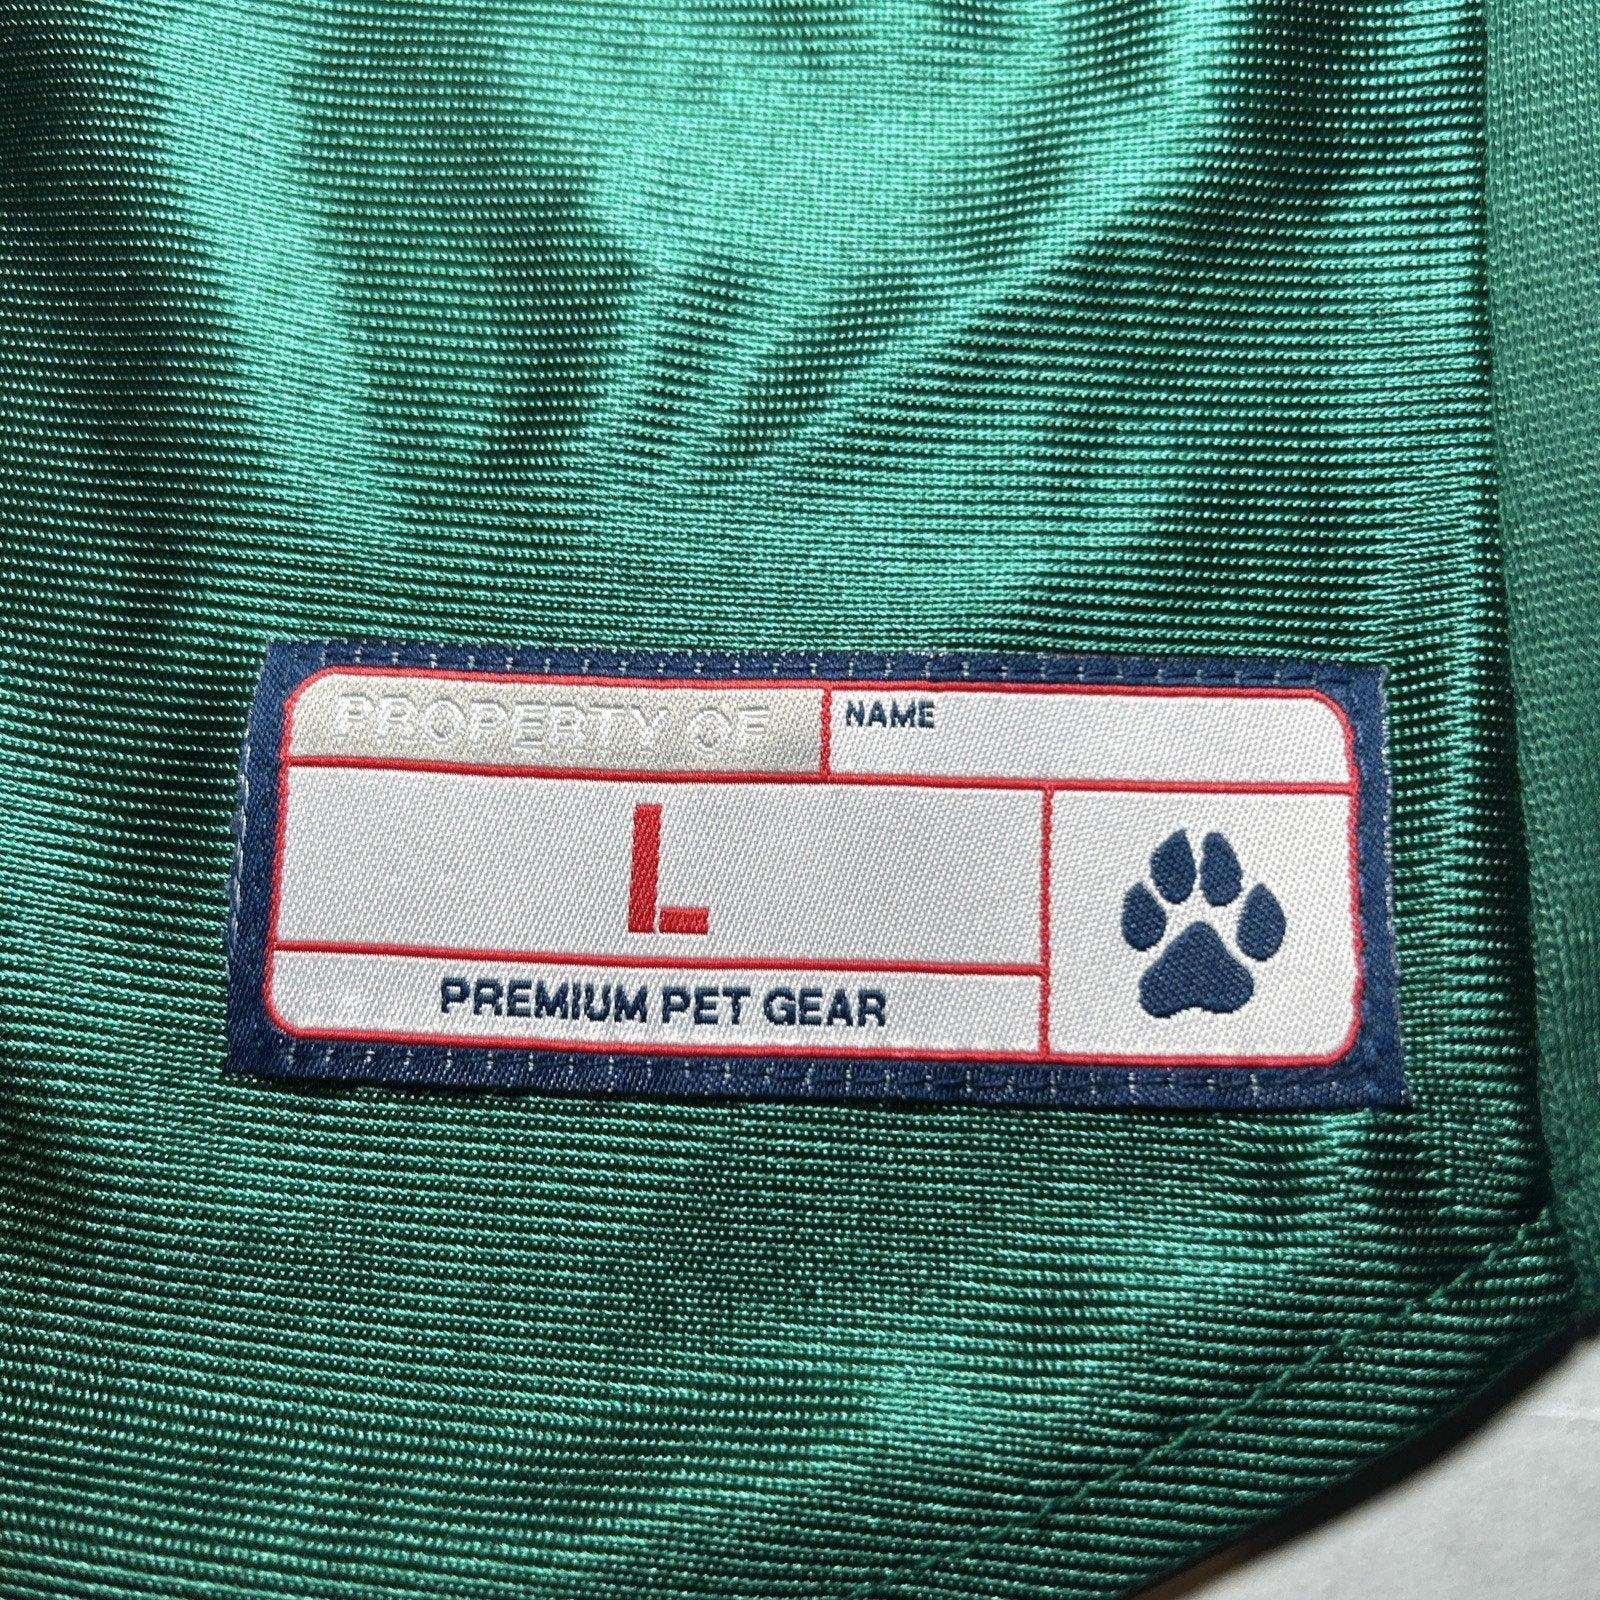 PROPERTY OF
NAME
L
PREMIUM PET GEAR